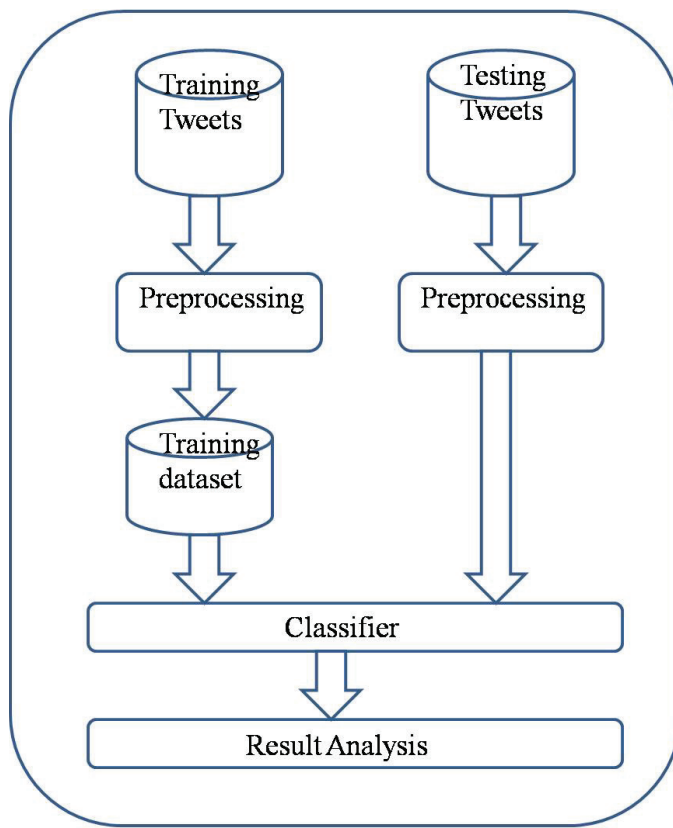 Training
Tweets
Testing
Tweets
Preprocessing
Preprocessing
Training
dataset
Classifier
Result Analysis